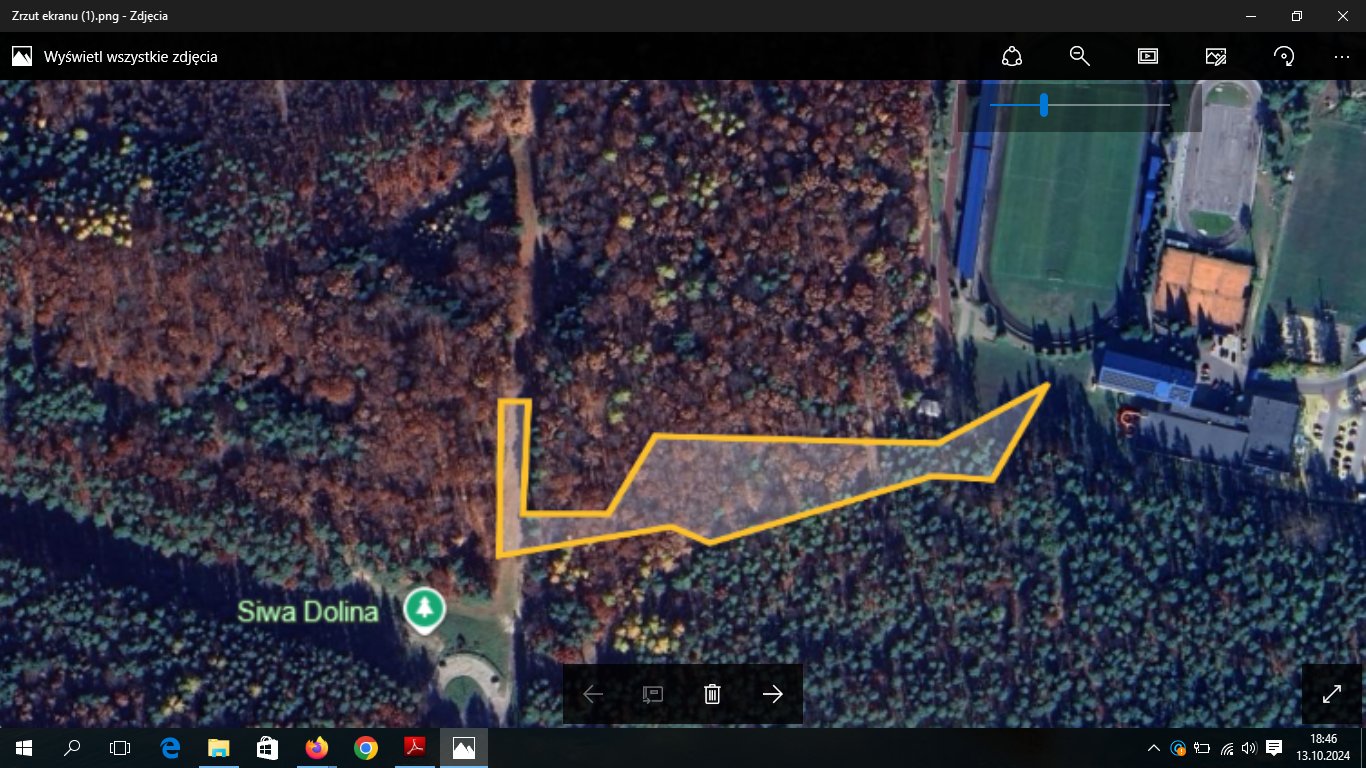 Zrzut ekranu (1).png - Zdjęcia
Wyświetl wszystkie zdjęcia
Siwa Dolina
18:46
13.10.2024